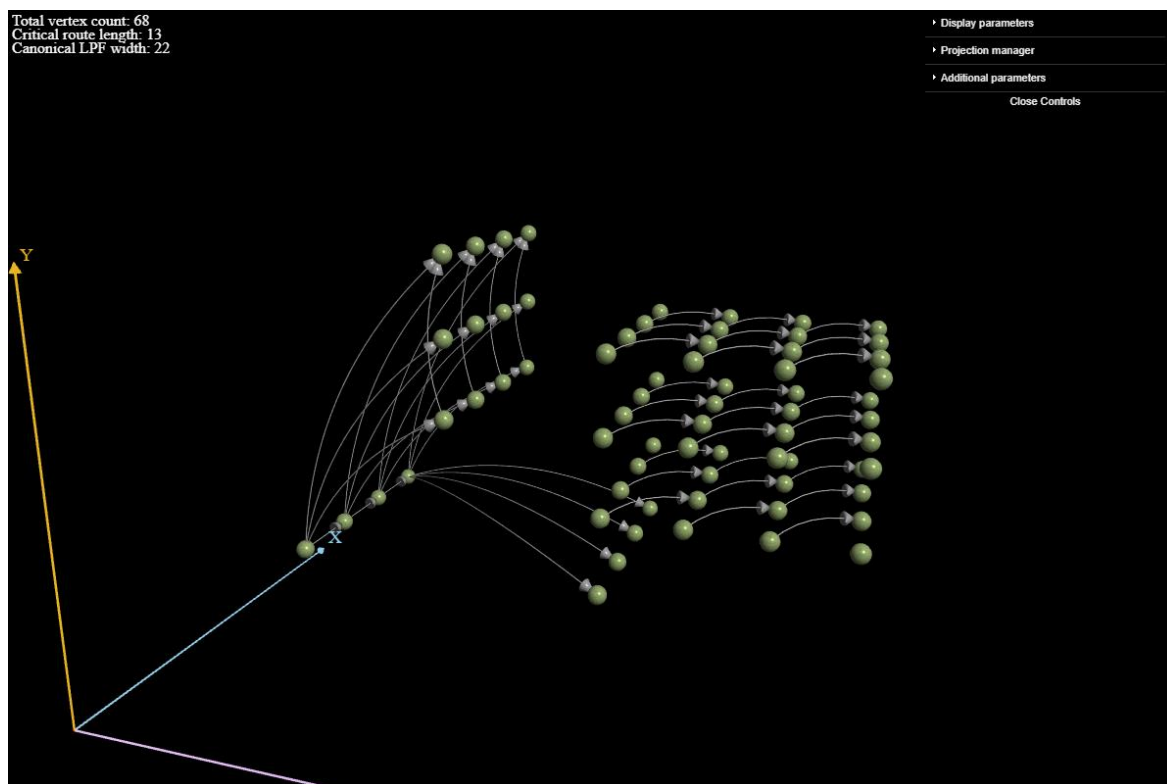 Total vertex count: 68
Critical route length: 13
Canonical LPF width: 22
Display parameters
Projection manager
Additional parameters
Close Controls
Y
X